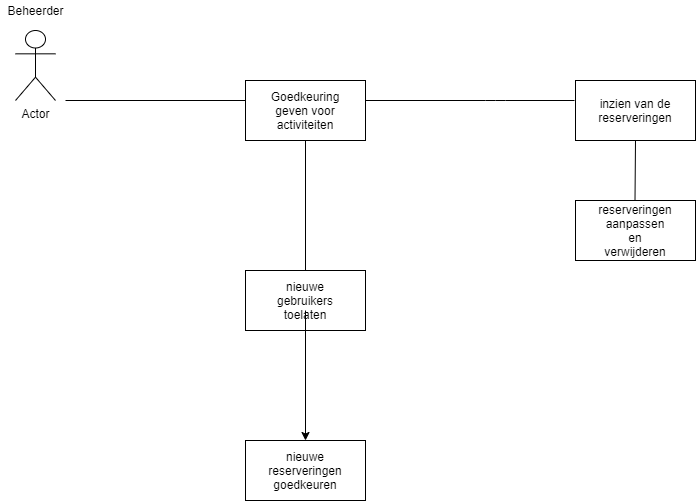 Beheerder
Actor
Goedkeuring
geven voor
activiteiten
inzien van de
reserveringen
reserveringen
aanpassen
en
verwijderen
nieuwe
gebruikers
toelaten
nieuwe
reserveringen
goedkeuren